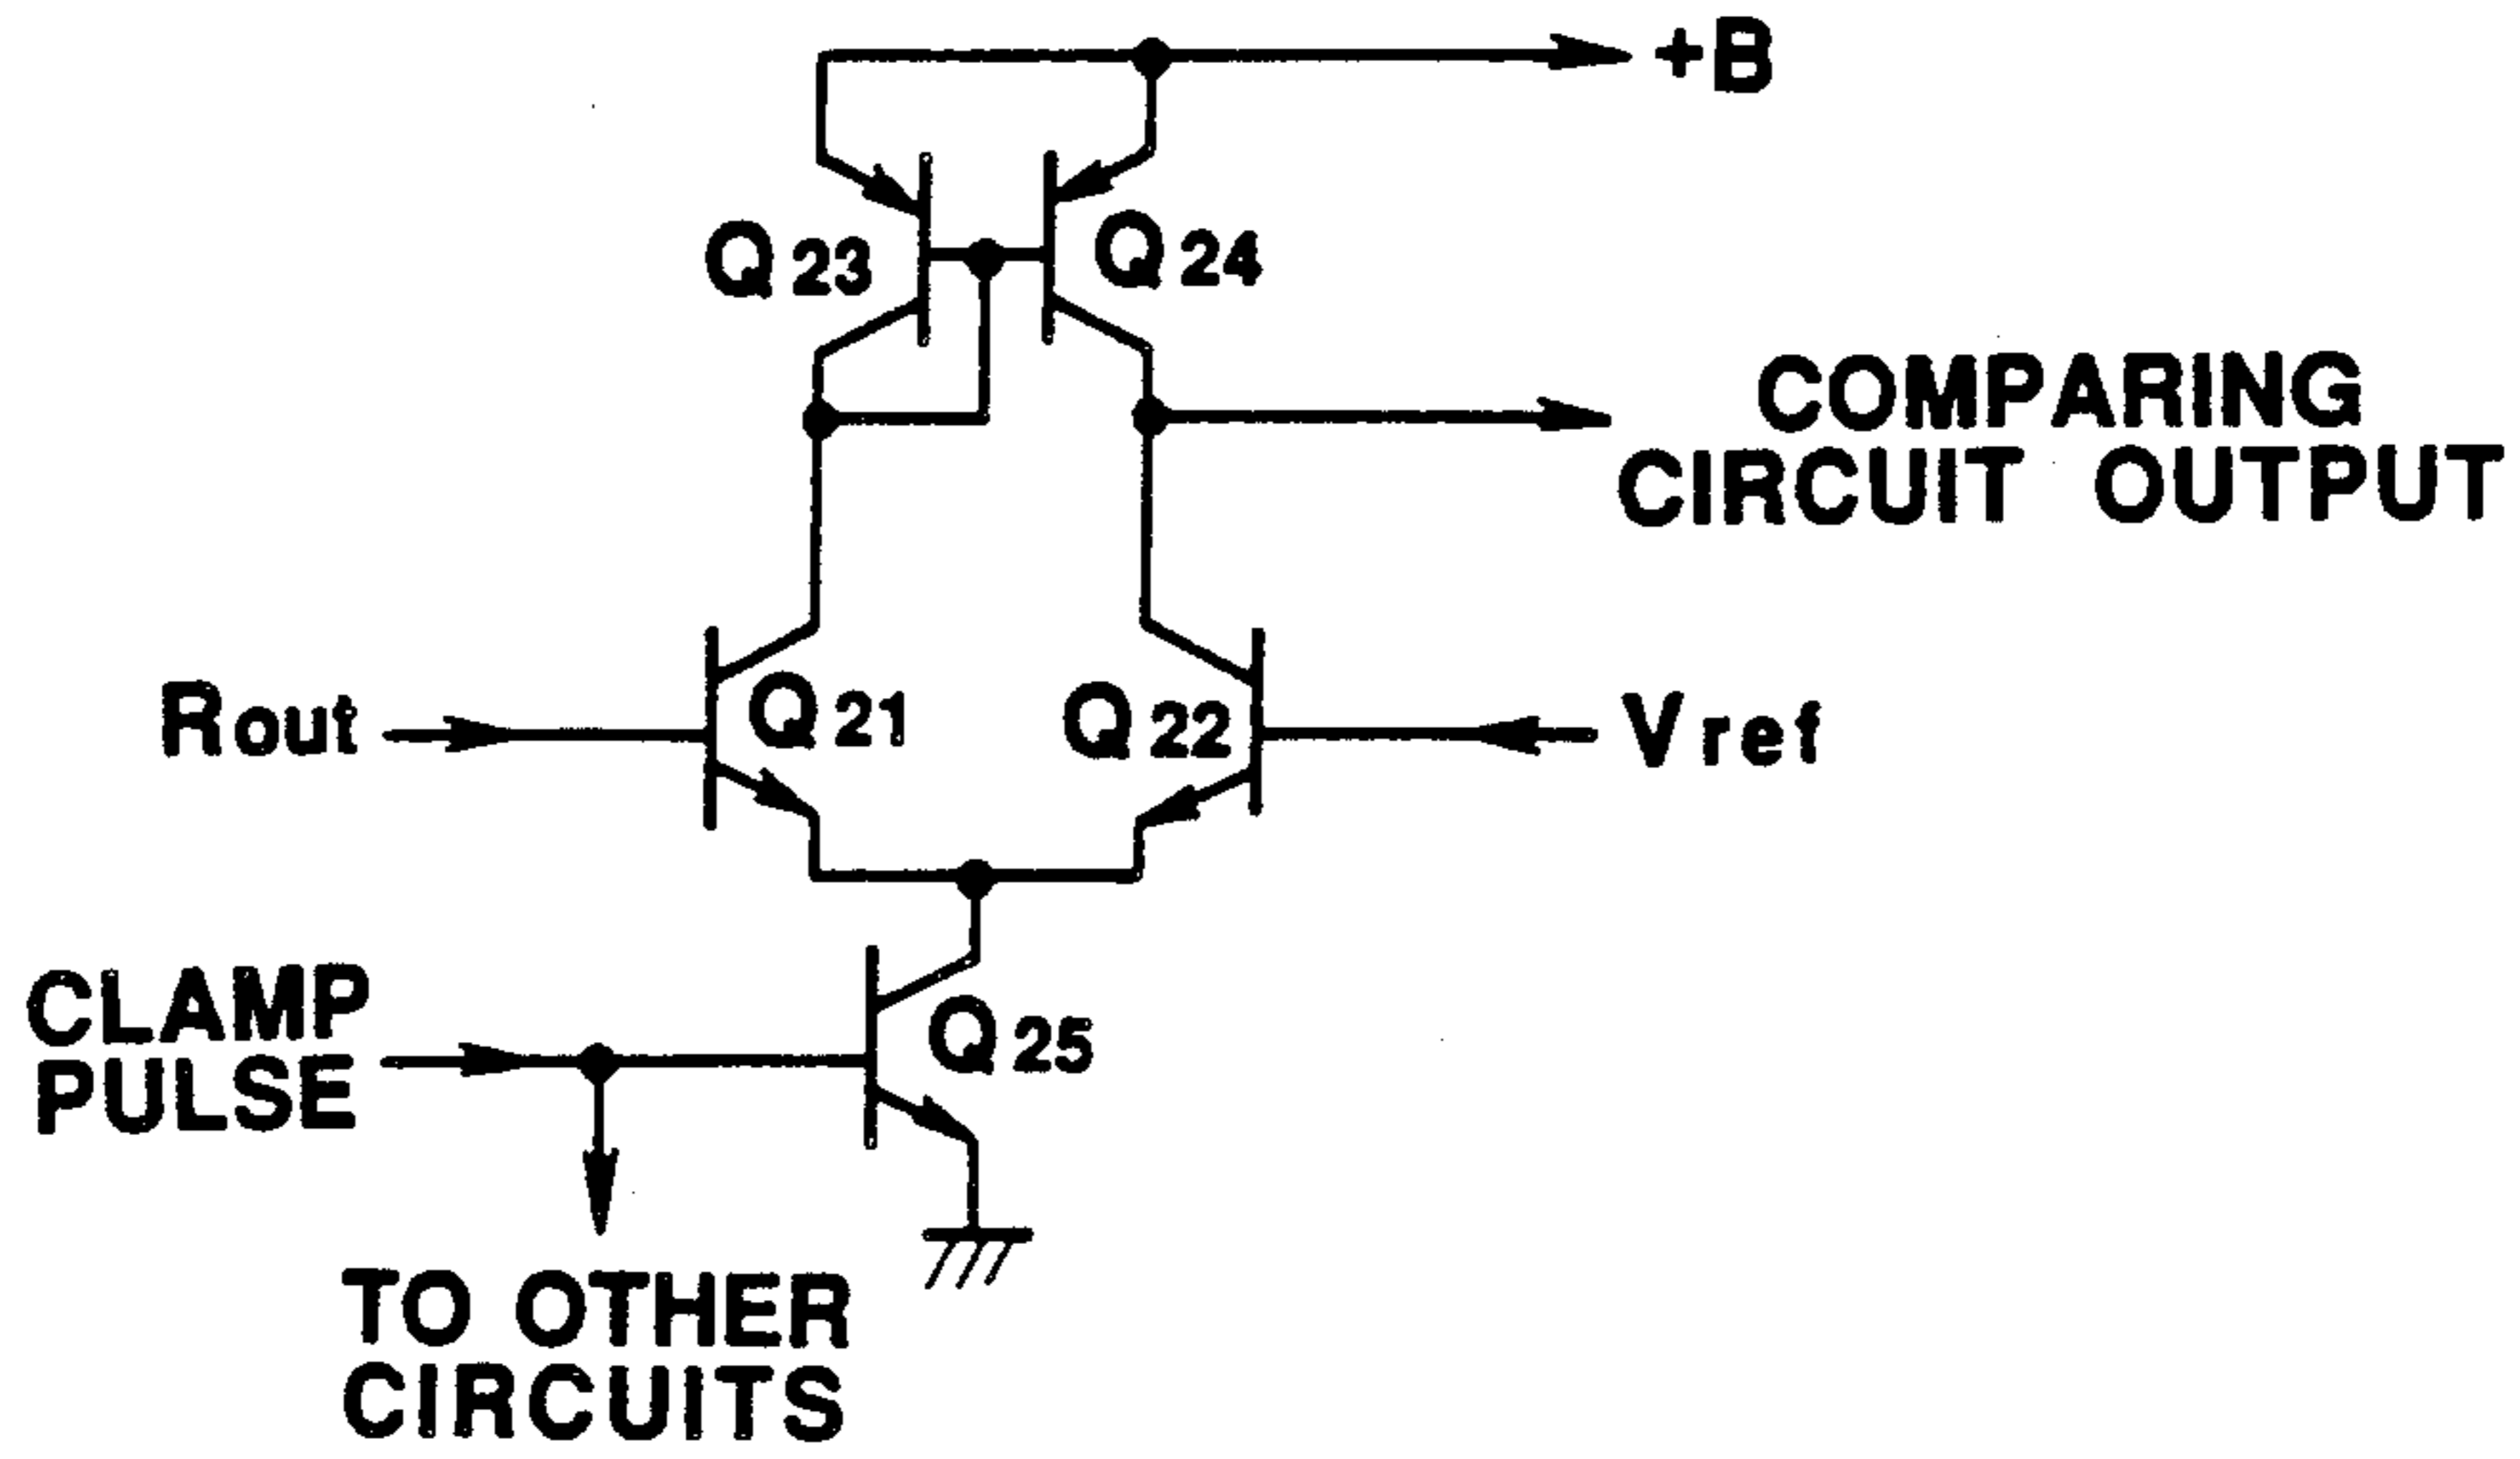 +B
Q23
Q24
COMPARING
CIRCUIT OUTPUT
Rout
Q21
Q22
Vref
CLAMP
PULSE
Q25
TO OTHER
CIRCUITS